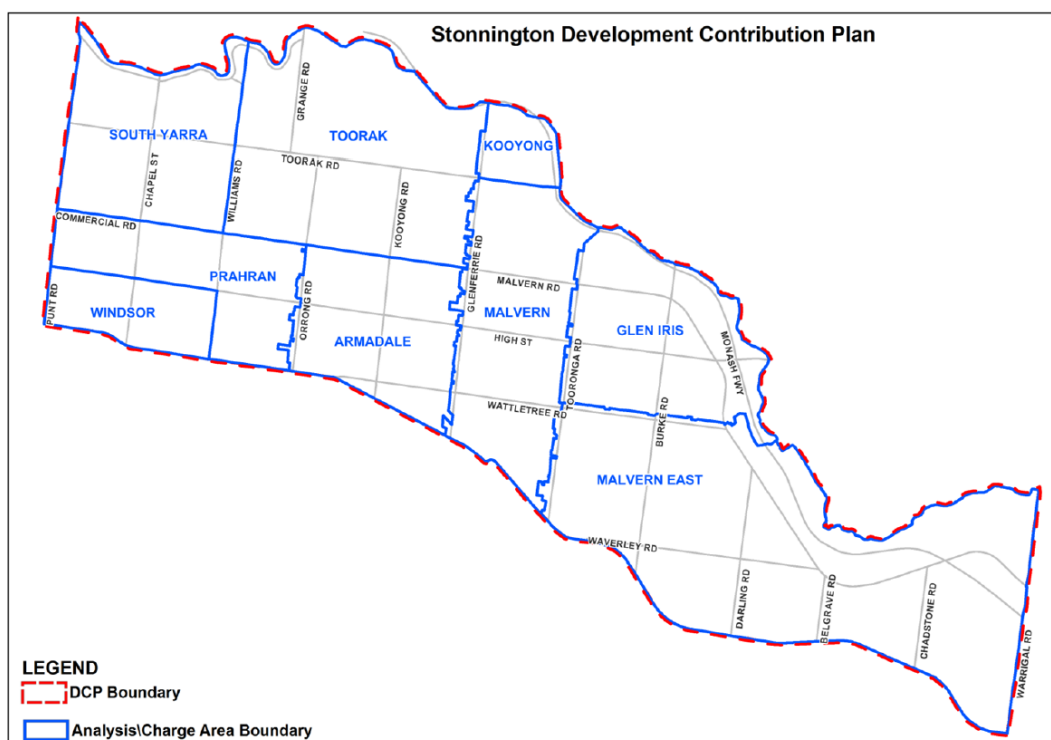 Stonnington Development Contribution Plan
GRANGE RD
SOUTH YARRA
TOORAK
KOOYONG
TOORAK RD
CHAPEL ST
WILLIAMS RD
KOOYONG RD
COMMERCIAL RD
PRAHRAN
GLENFERRIE RD
MALVERN RD
PUNT RD
WINDSOR
ORRONG RD
ARMADALE
MALVERN
HIGH ST
GLEN IRIS
TOORONGA RD
MONASH FWY
WATTLETREE RD
BURKE RD
MALVERN EAST
WAVERLEY RD
DARLING RD
BELGRAVE RD
CHADSTONE RD
WARRIGAL RD
LEGEND
DCP Boundary
Analysis\Charge Area Boundary